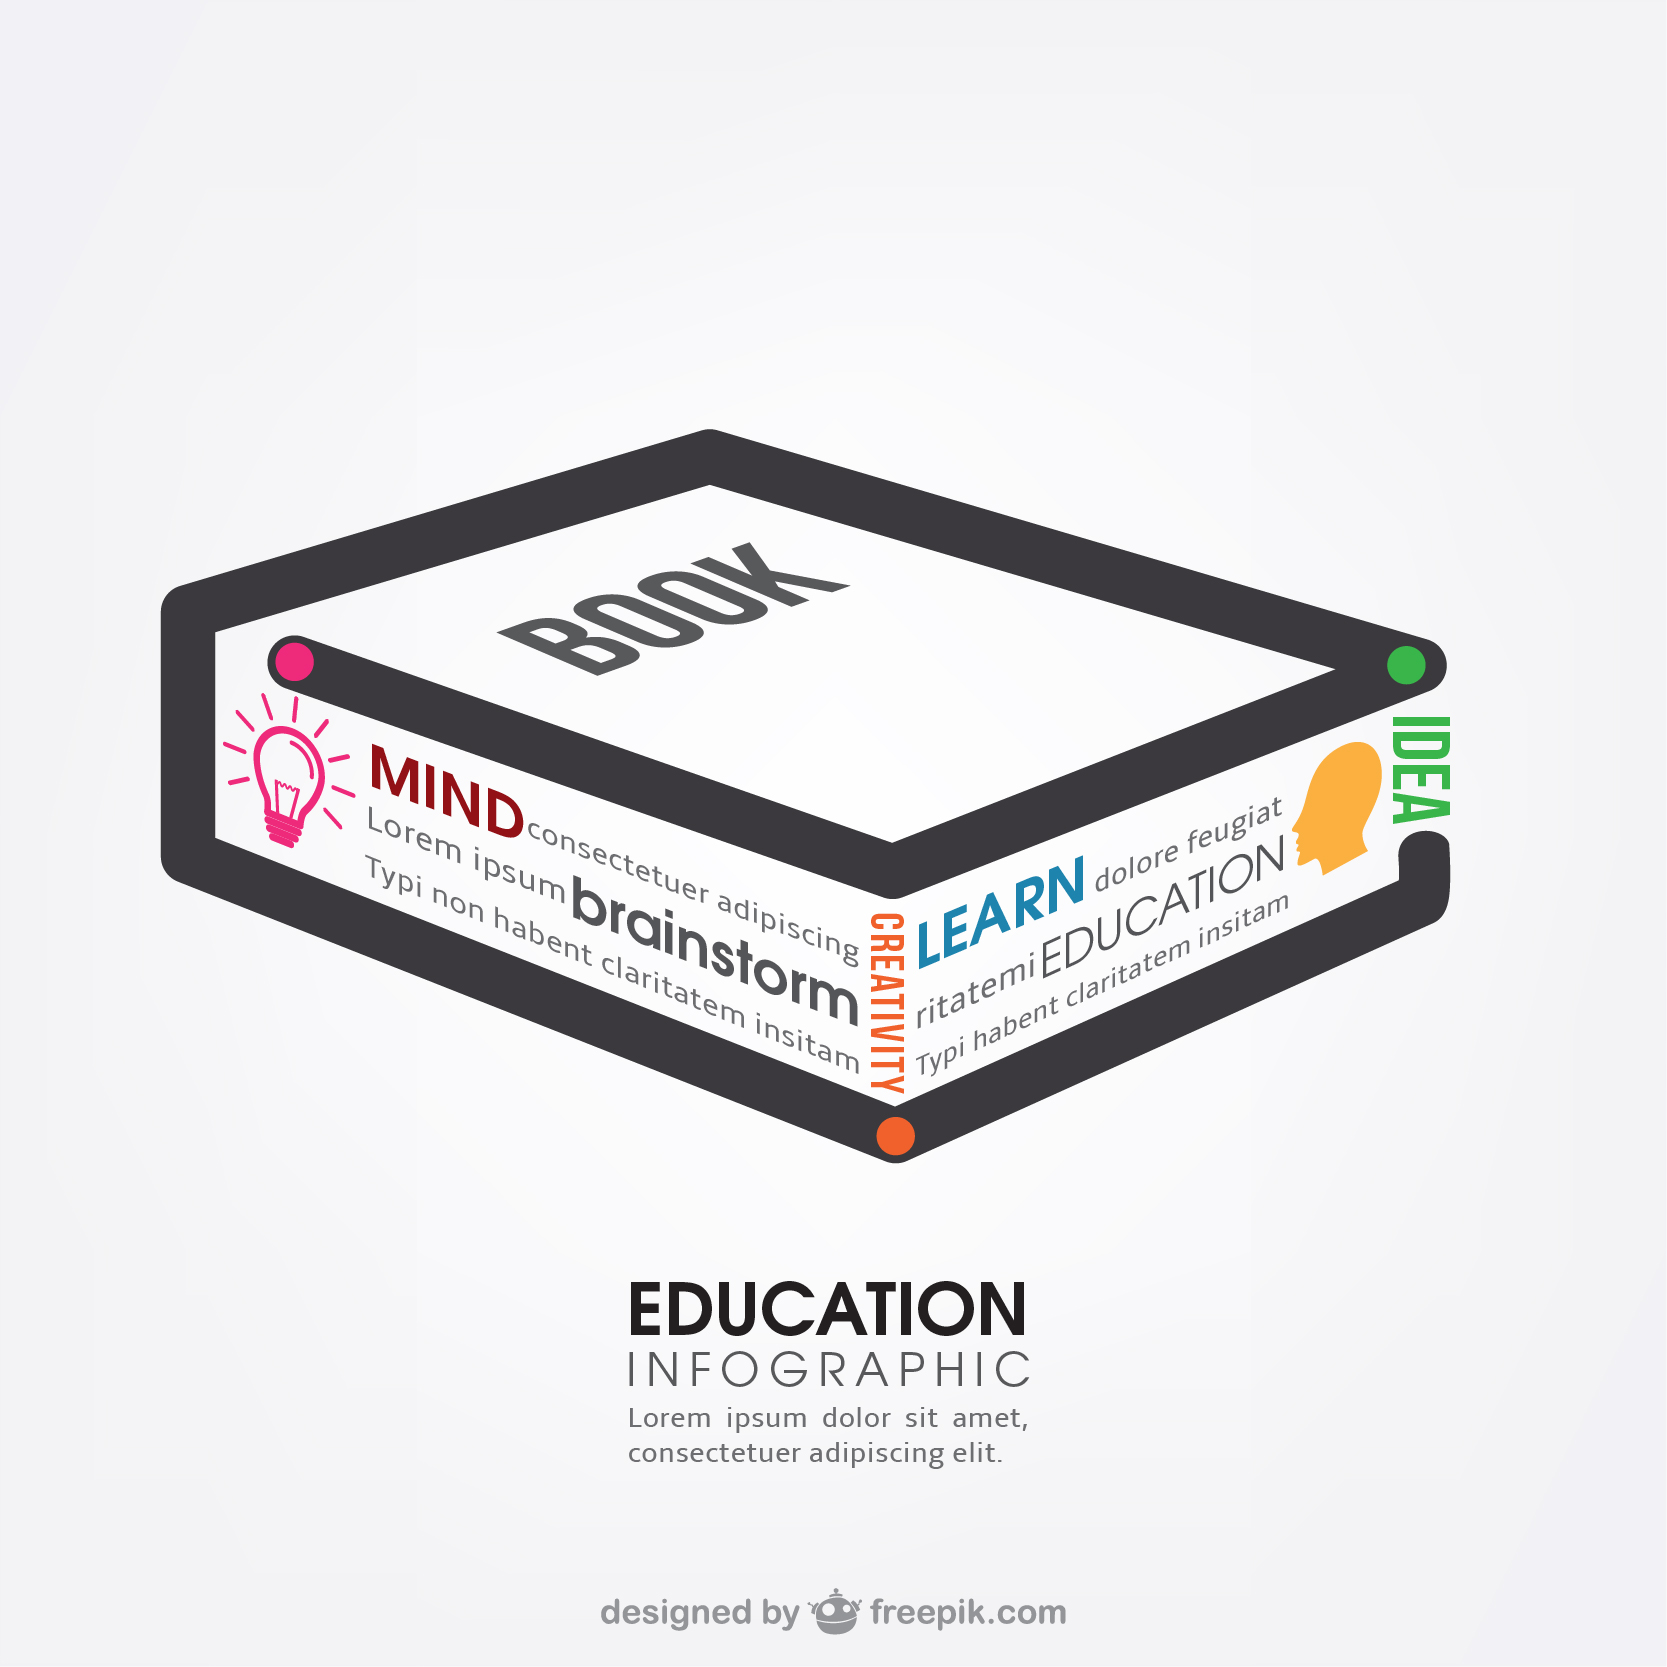 BOOK
MIND consectetuer adipiscing
Lorem ipsum brainstorm
Typi non habent claritatem insitam
CREATIVITY
LEARN dolore feugiat
ritatemi EDUCATION
Typi habent claritatem insitam
IDEA
EDUCATION
INFOGRAPHIC
Lorem ipsum dolor sit amet,
consectetuer adipiscing elit.
designed by freepik.com